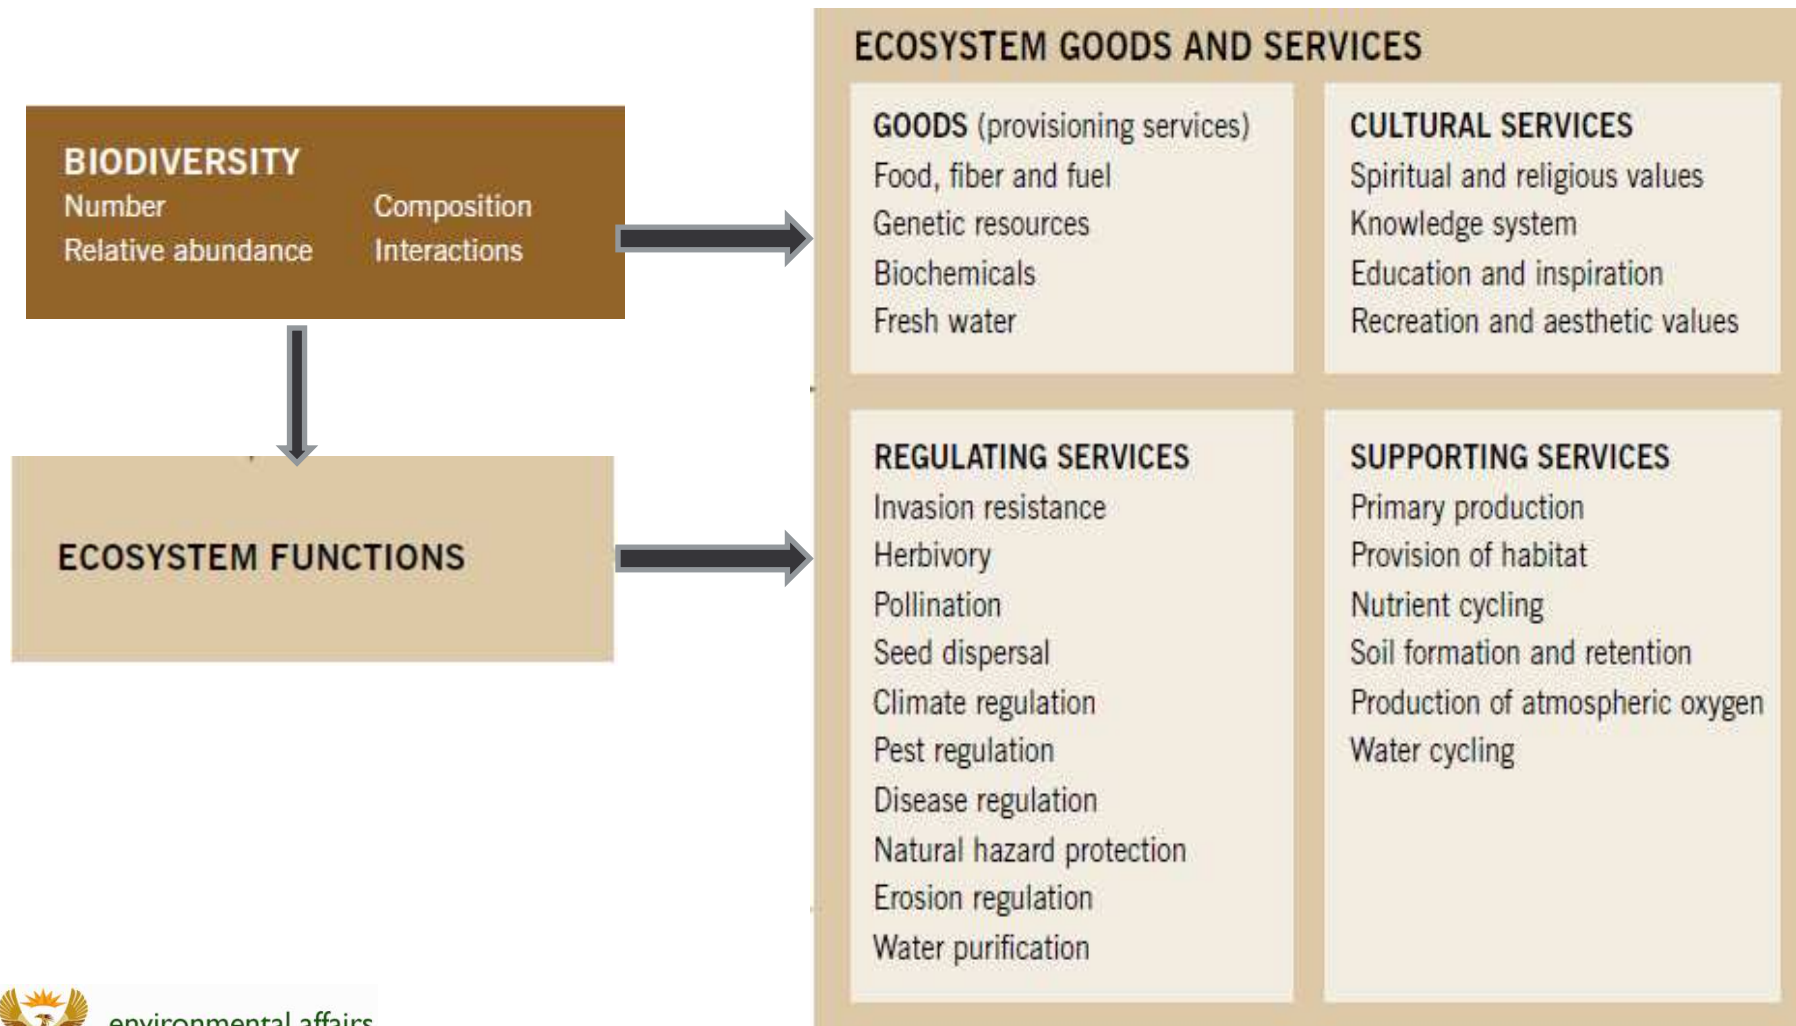 BIODIVERSITY
Number
Composition
Relative abundance
Interactions
ECOSYSTEM FUNCTIONS
ECOSYSTEM GOODS AND SERVICES
GOODS (provisioning services)
Food, fiber and fuel
Genetic resources
Biochemicals
Fresh water
CULTURAL SERVICES
Spiritual and religious values
Knowledge system
Education and inspiration
Recreation and aesthetic values
REGULATING SERVICES
Invasion resistance
Herbivory
Pollination
Seed dispersal
Climate regulation
Pest regulation
Disease regulation
Natural hazard protection
Erosion regulation
Water purification
SUPPORTING SERVICES
Primary production
Provision of habitat
Nutrient cycling
Soil formation and retention
Production of atmospheric oxygen
Water cycling
environmental affairs